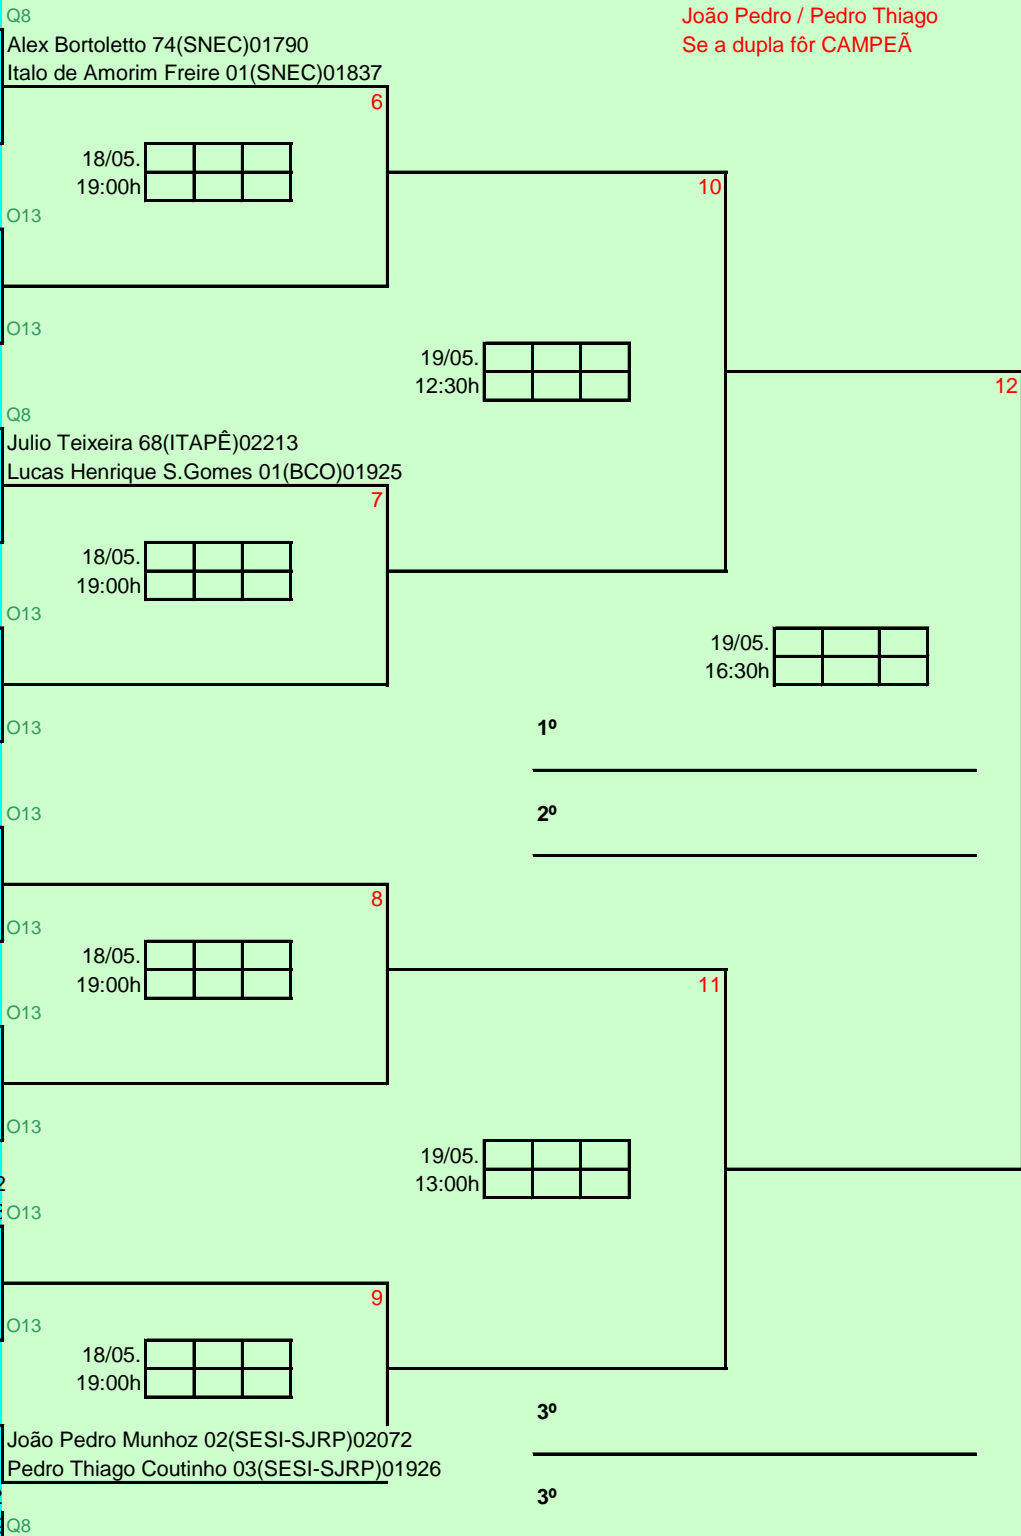 Q8
João Pedro / Pedro Thiago
Alex Bortoletto 74(SNEC)01790
Se a dupla fôr CAMPEÃ
Italo de Amorim Freire 01(SNEC)01837
6
18/05.
19:00h
10
O13
O13
19/05.
12:30h
12
Q8
Julio Teixeira 68(ITAPÊ)02213
Lucas Henrique S.Gomes 01(BCO)01925
7
18/05.
19:00h
O13
19/05.
16:30h
O13
1º
O13
2º
8
O13
18/05.
19:00h
11
O13
O13
19/05.
13:00h
2
O13
9
O13
18/05.
19:00h
3º
João Pedro Munhoz 02(SESI-SJRP)02072
Pedro Thiago Coutinho 03(SESI-SJRP)01926
3º
Q8